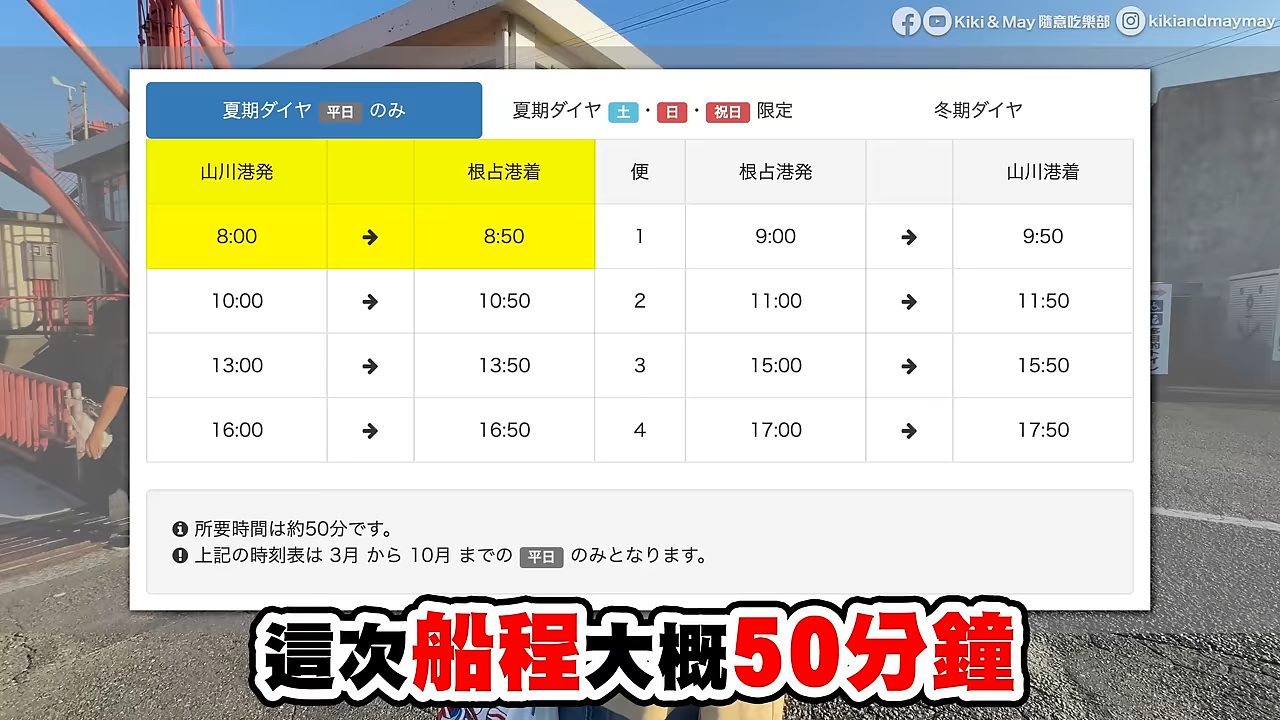 Kiki & May 隨意吃樂部 kikiandmaymay
夏期ダイヤ 平日 のみ 夏期ダイヤ 土・日・祝日 限定 冬期ダイヤ
山川港発 根占港着 便 根占港発 山川港着
8:00 → 8:50 1 9:00 → 9:50
10:00 → 10:50 2 11:00 → 11:50
13:00 → 13:50 3 15:00 → 15:50
16:00 → 16:50 4 17:00 → 17:50
所要時間は約50分です。
上記の時刻表は 3月 から 10月 までの 平日 のみとなります。
這次船程大概50分鐘